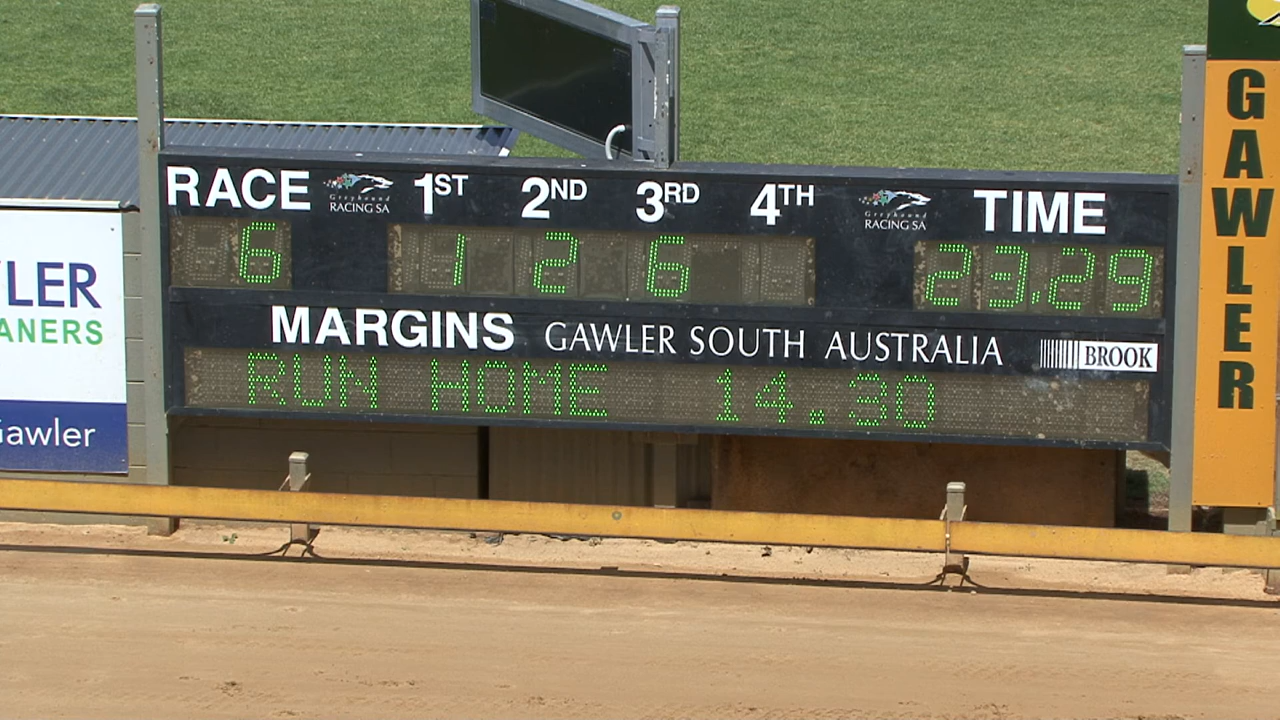 RACE
Greyhound
RACING SA
1ST 2ND 3RD 4TH
Greyhound
RACING SA
TIME
6 1 2 6 23.29
MARGINS GAWLER SOUTH AUSTRALIA BROOK
RUN HOME 14.30
LER
ANERS
Gawler
GAWLER